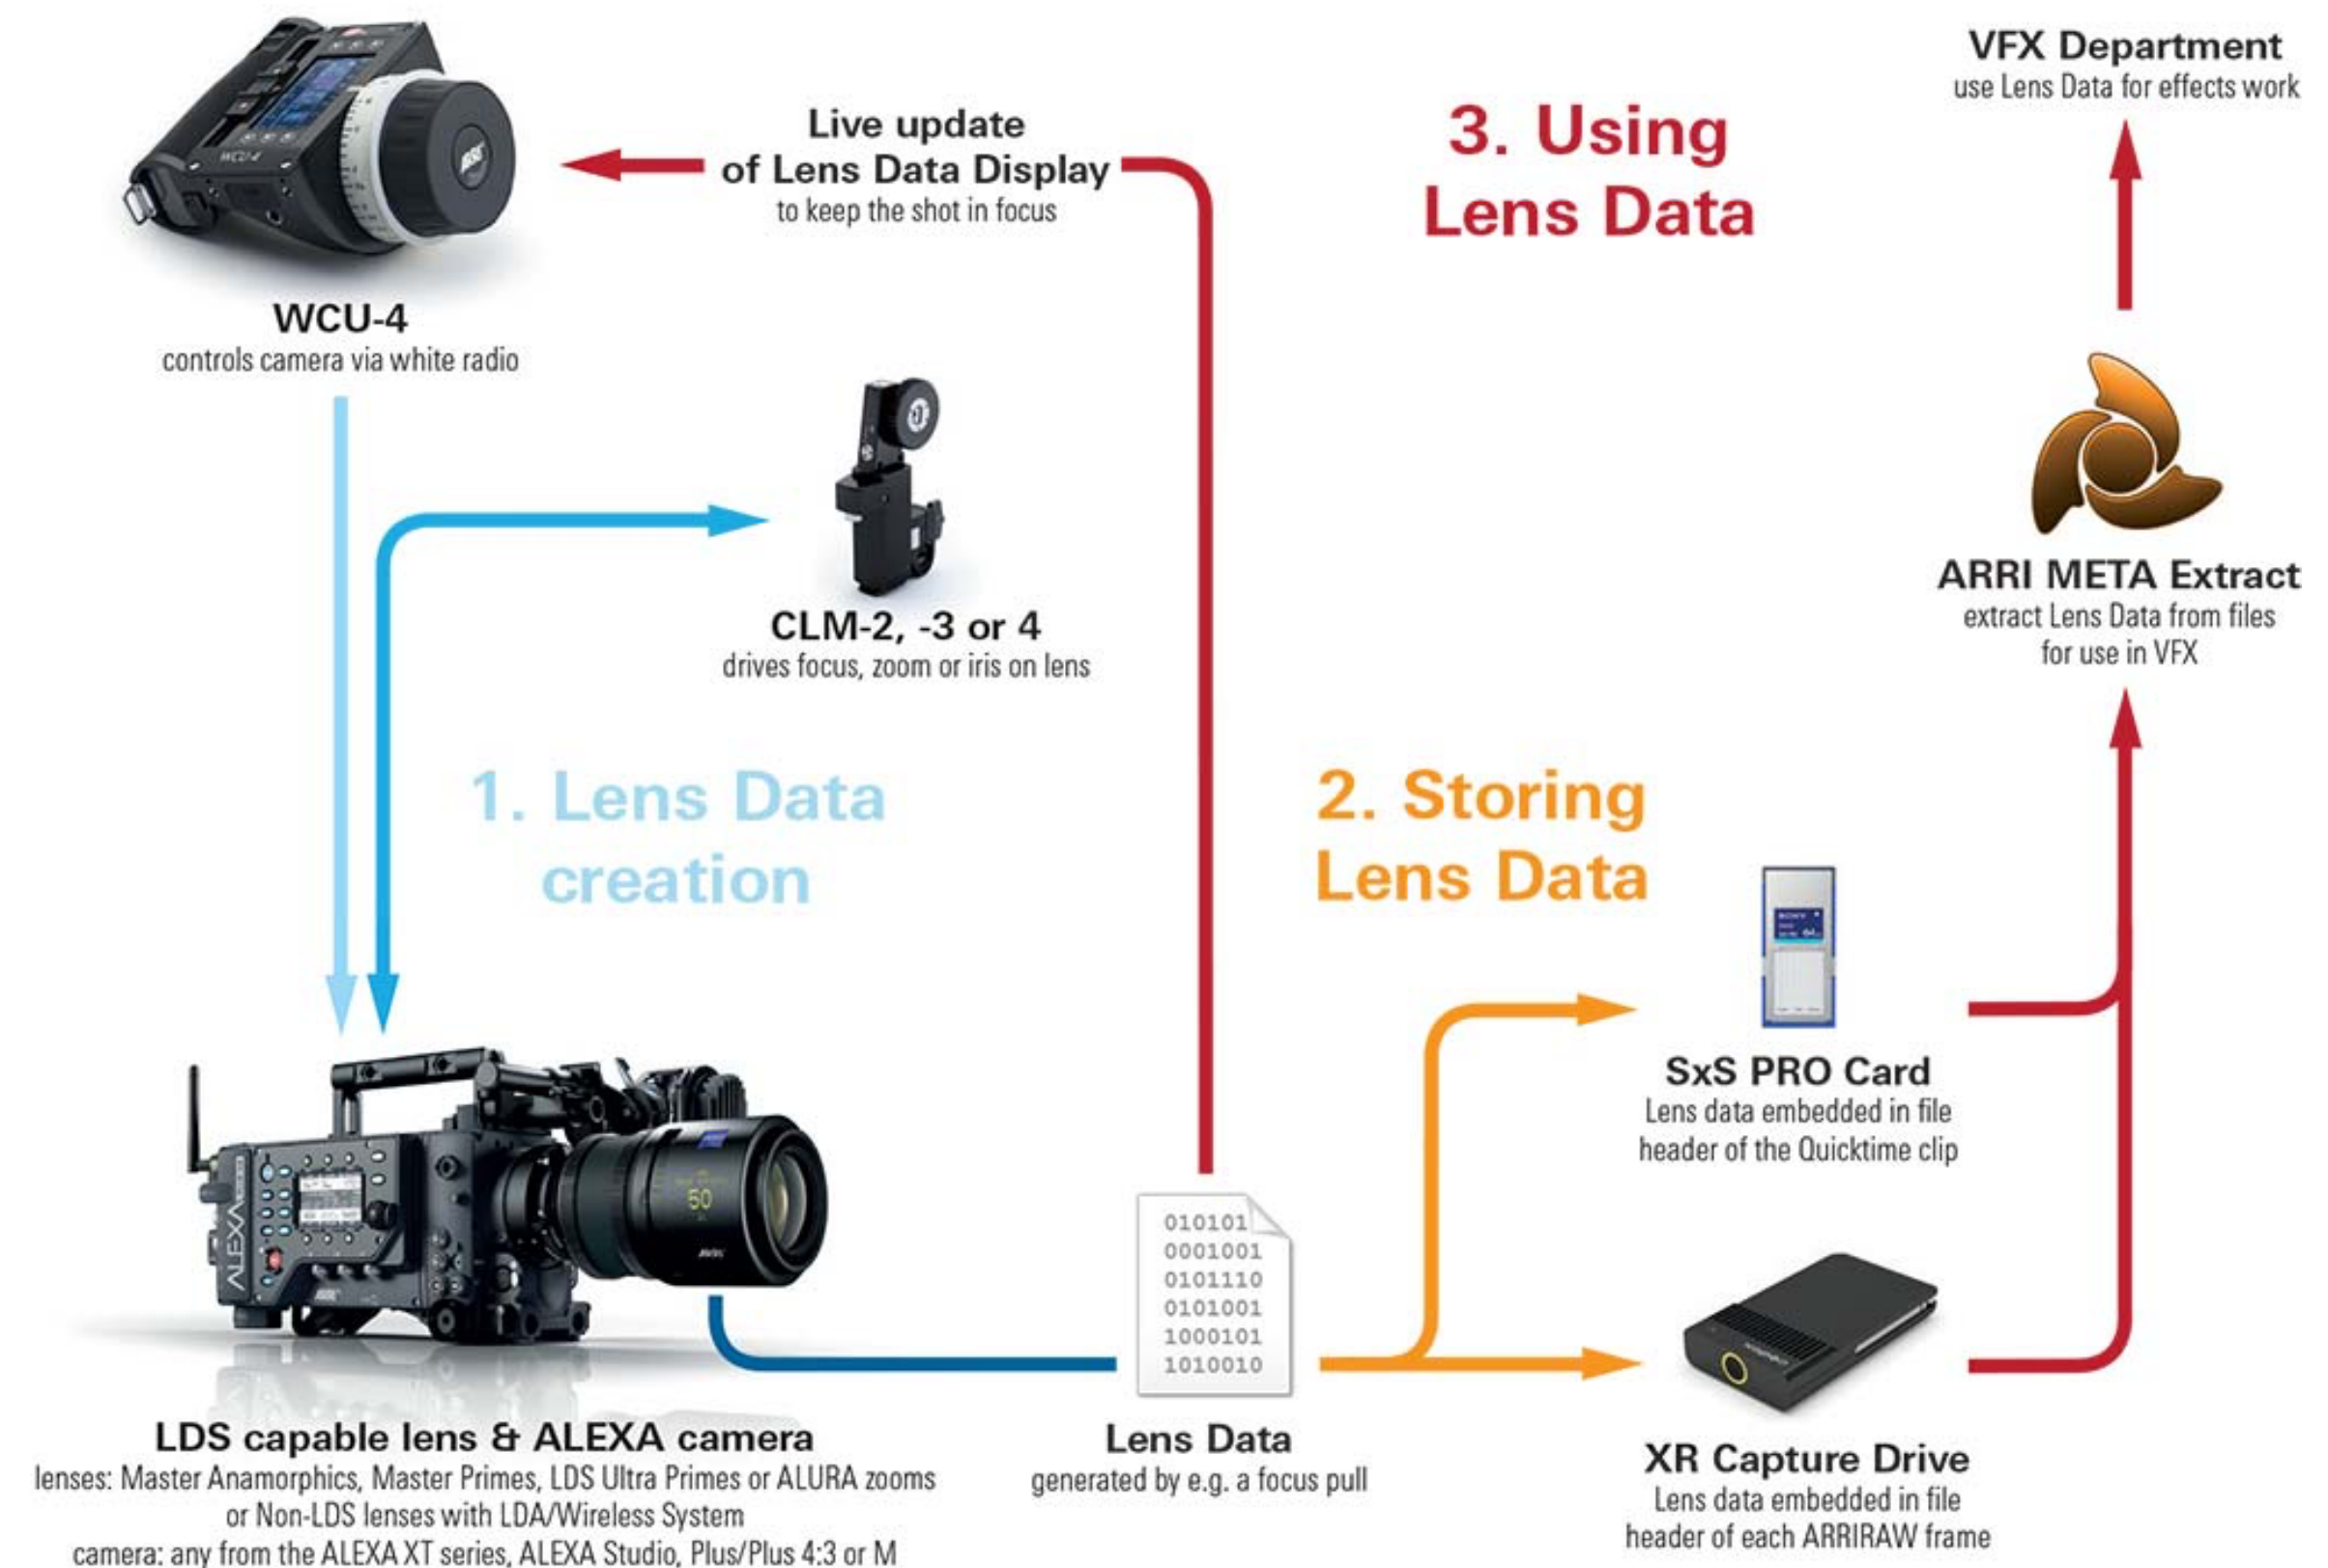 VFX Department
use Lens Data for effects work
Live update
of Lens Data Display
to keep the shot in focus
3. Using
Lens Data
WCU-4
WCU-4
controls camera via white radio
CLM-2, -3 or 4
drives focus, zoom or iris on lens
ARRI META Extract
extract Lens Data from files
for use in VFX
1. Lens Data
creation
2. Storing
Lens Data
SONY
64
SxS PRO Card
Lens data embedded in file
header of the Quicktime clip
ALEXA
50
010101
0001001
0101110
0101001
1000101
1010010
LDS capable lens & ALEXA camera
lenses: Master Anamorphics, Master Primes, LDS Ultra Primes or ALURA zooms
or Non-LDS lenses with LDA/Wireless System
camera: any from the ALEXA XT series, ALEXA Studio, Plus/Plus 4:3 or M
Lens Data
generated by e.g. a focus pull
XR Capture Drive
Lens data embedded in file
header of each ARRIRAW frame